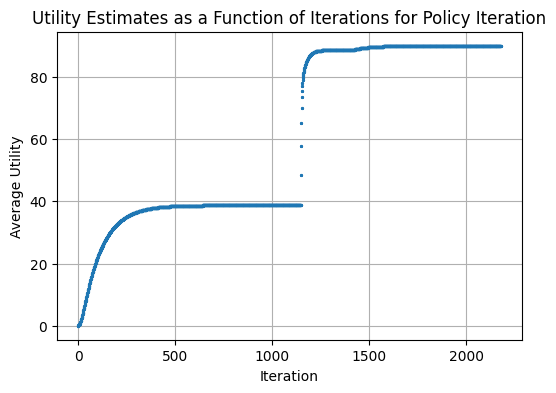 Utility Estimates as a Function of Iterations for Policy Iteration
Average Utility
80
60
40
20
0
0 500 1000 1500 2000
Iteration